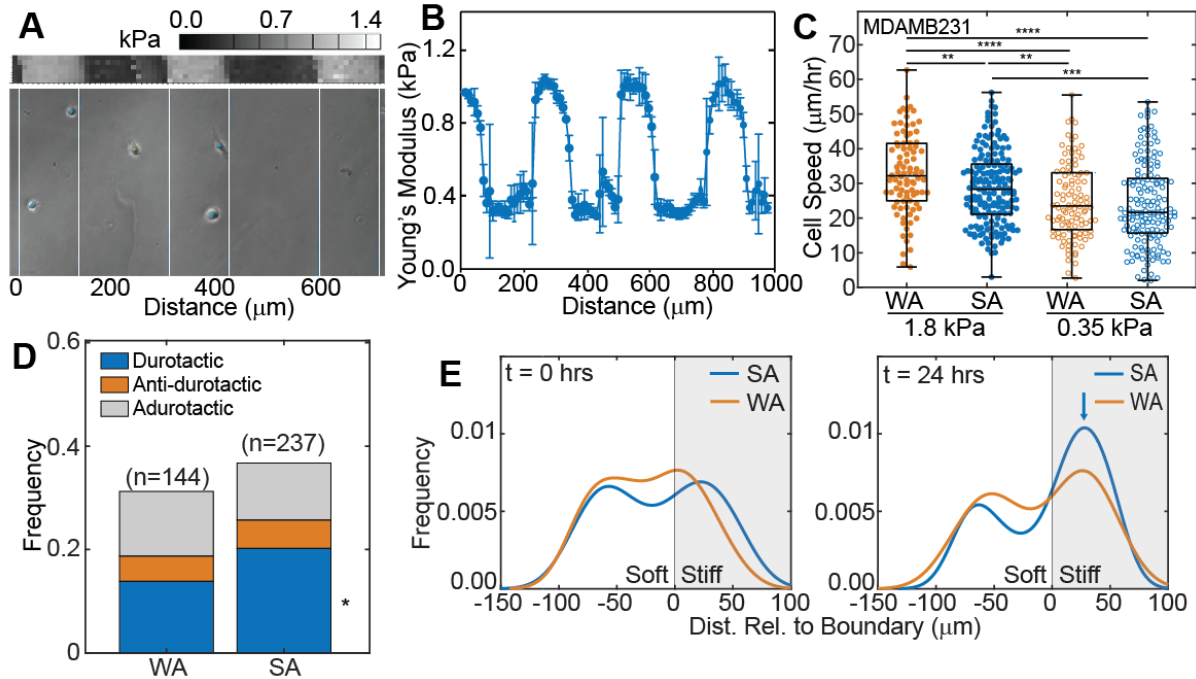 A
0.0 0.7 1.4
kPa
200 400 600
Distance (μm)
B
Young's Modulus (kPa)
1.2
0.8
0.4
0.0
0 200 400 600 800 1000
Distance (μm)
C
MDAMB231
Cell Speed (μm/hr)
70
60
50
40
30
20
10
0
****
****
** **
***
WA SA WA SA
1.8 kPa 0.35 kPa
D
Frequency
0.6
0.4
0.2
0
Durotactic
Anti-durotactic
Adurotactic
(n=144)
(n=237)
*
WA SA
E
t = 0 hrs
SA
WA
Frequency
0.01
0.005
0.00
Soft Stiff
-150 -100 -50 0 50 100
t = 24 hrs
SA
WA
0.01
0.005
0.00
Soft Stiff
-150 -100 -50 0 50 100
Dist. Rel. to Boundary (μm)